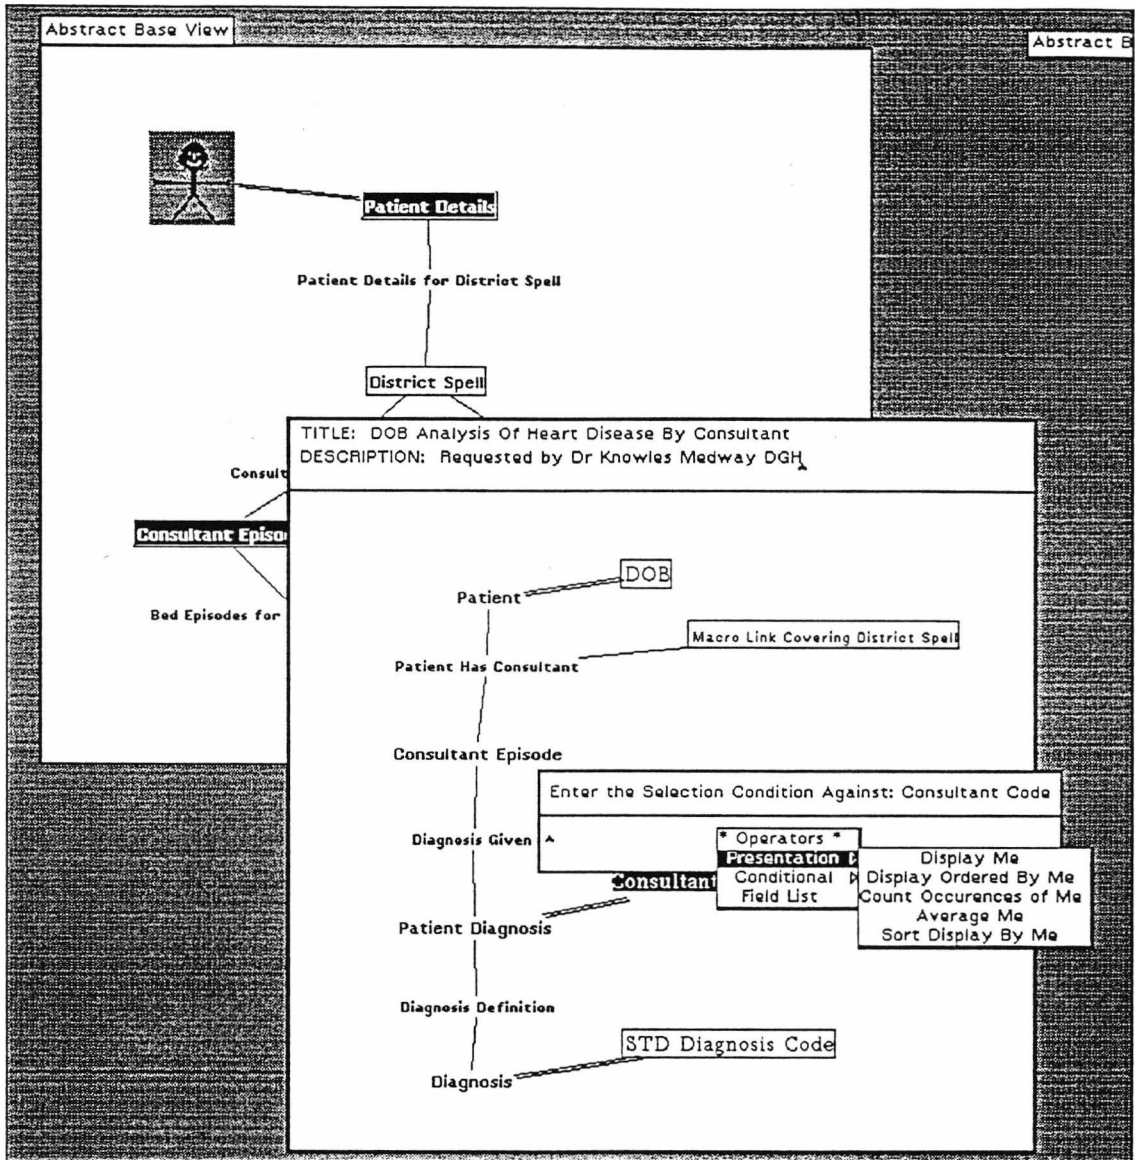 Abstract Base View
Abstract B
Patient Details
Patient Details for District Spell
District Spell
TITLE: DOB Analysis Of Heart Disease By Consultant
DESCRIPTION: Requested by Dr Knowles Medway DGH
Consult
Consultant Episo
DOB
Patient
Bed Episodes for
Macro Link Covering District Spell
Patient Has Consultant
Consultant Episode
Enter the Selection Condition Against: Consultant Code
Diagnosis Given
* Operators *
Presentation
Conditional
Field List
Display Me
Display Ordered By Me
Count Occurences of Me
Average Me
Sort Display By Me
Consultant
Patient Diagnosis
Diagnosis Definition
STD Diagnosis Code
Diagnosis